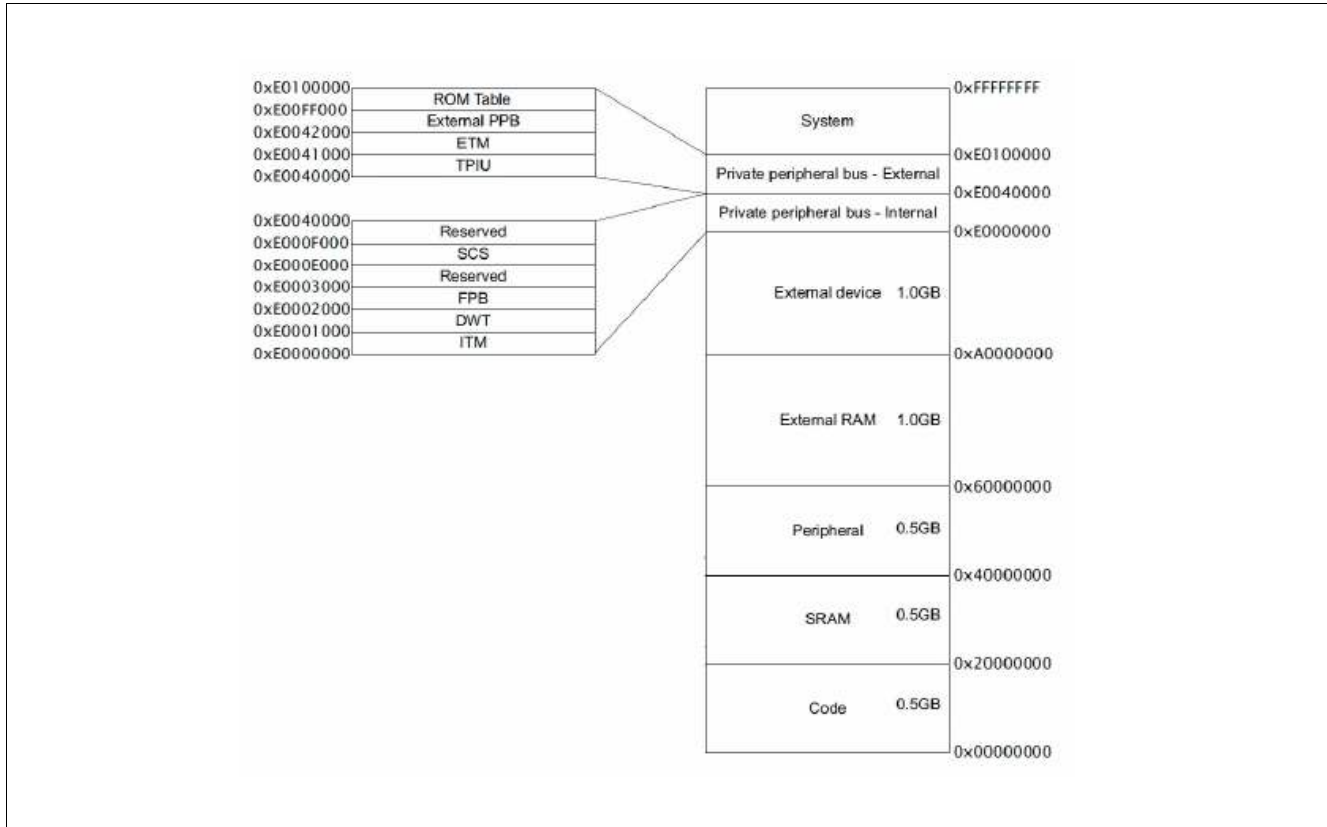 0xE0100000
ROM Table
0xE00FF000
External PPB
0xE0042000
ETM
0xE0041000
TPIU
0xE0040000
0xE0040000
Reserved
0xE000F000
SCS
0xE000E000
Reserved
0xE0003000
FPB
0xE0002000
DWT
0xE0001000
ITM
0xE0000000
0xFFFFFFFF
System
0xE0100000
Private peripheral bus - External
0xE0040000
Private peripheral bus - Internal
0xE0000000
External device 1.0GB
0xA0000000
External RAM 1.0GB
0x60000000
Peripheral 0.5GB
0x40000000
SRAM 0.5GB
0x20000000
Code 0.5GB
0x00000000